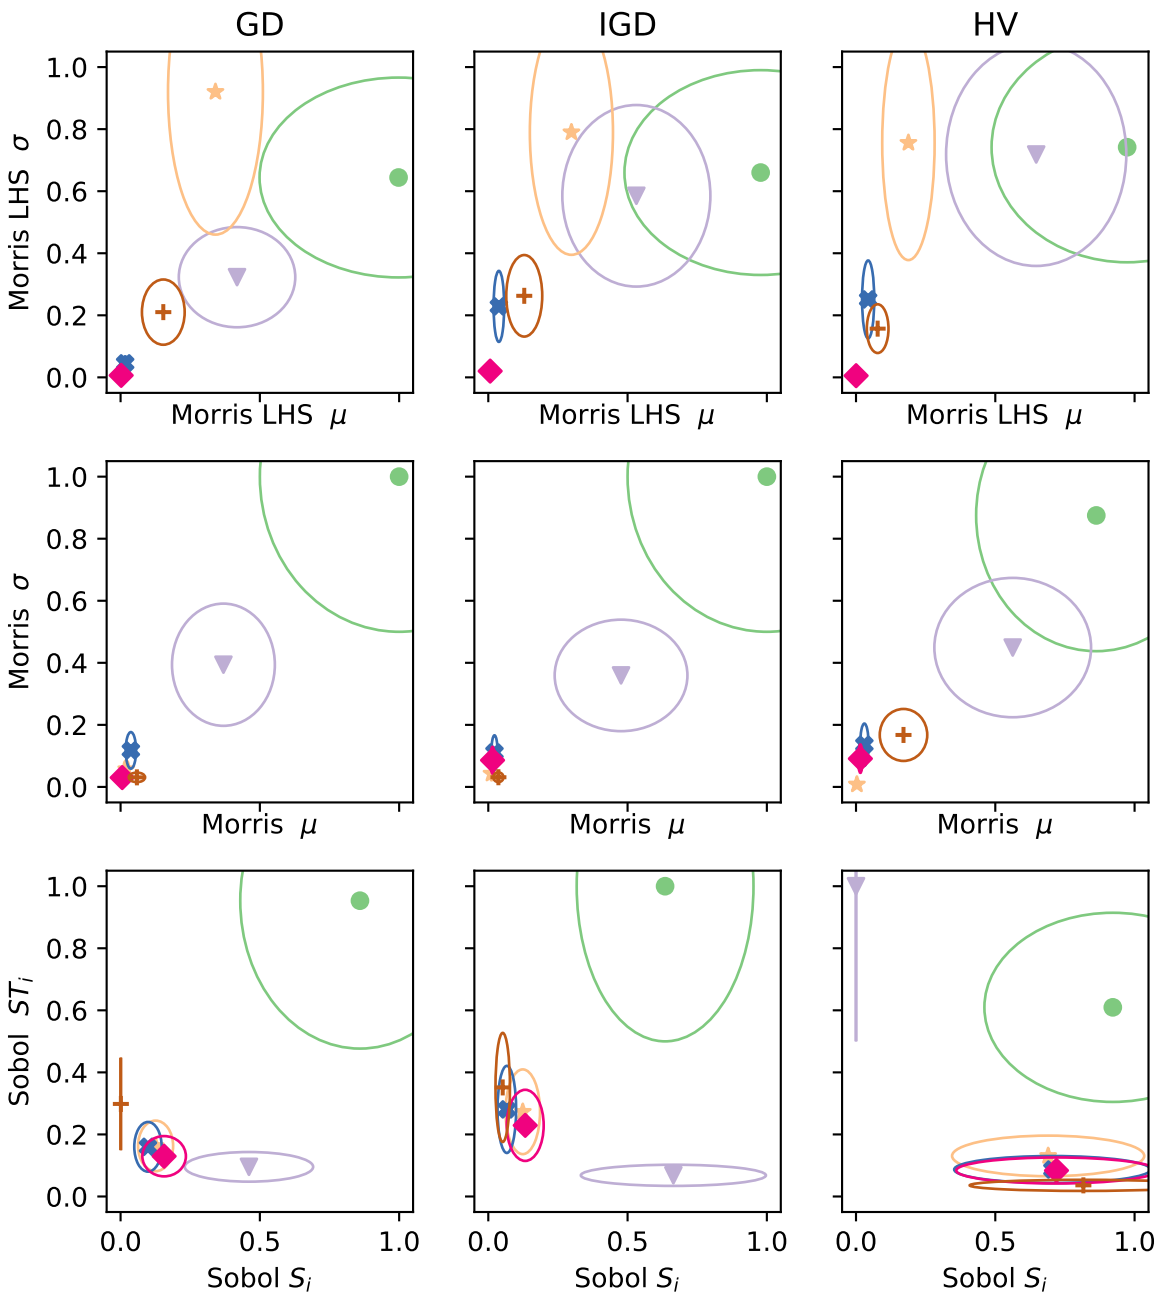 GD IGD HV
1.0
0.8
0.6
0.4
0.2
0.0
Morris LHS σ
Morris LHS μ Morris LHS μ Morris LHS μ
1.0
0.8
0.6
0.4
0.2
0.0
Morris σ
Morris μ Morris μ Morris μ
1.0
0.8
0.6
0.4
0.2
0.0
Sobol STᵢ
0.0 0.5 1.0 0.0 0.5 1.0 0.0 0.5 1.0
Sobol Sᵢ Sobol Sᵢ Sobol Sᵢ